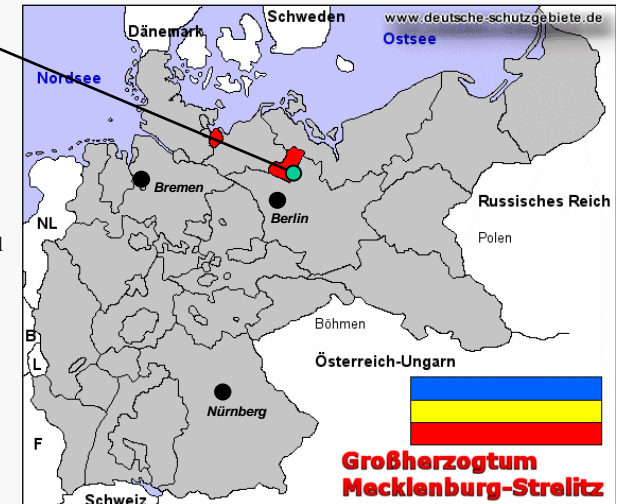 Schweden
www.deutsche-schutzgebiete.de
Dänemark
Ostsee
Nordsee
Bremen
Russisches Reich
Berlin
NL
Polen
Böhmen
B
L
Österreich-Ungarn
Nürnberg
F
Großherzogtum
Mecklenburg-Strelitz
Schweiz